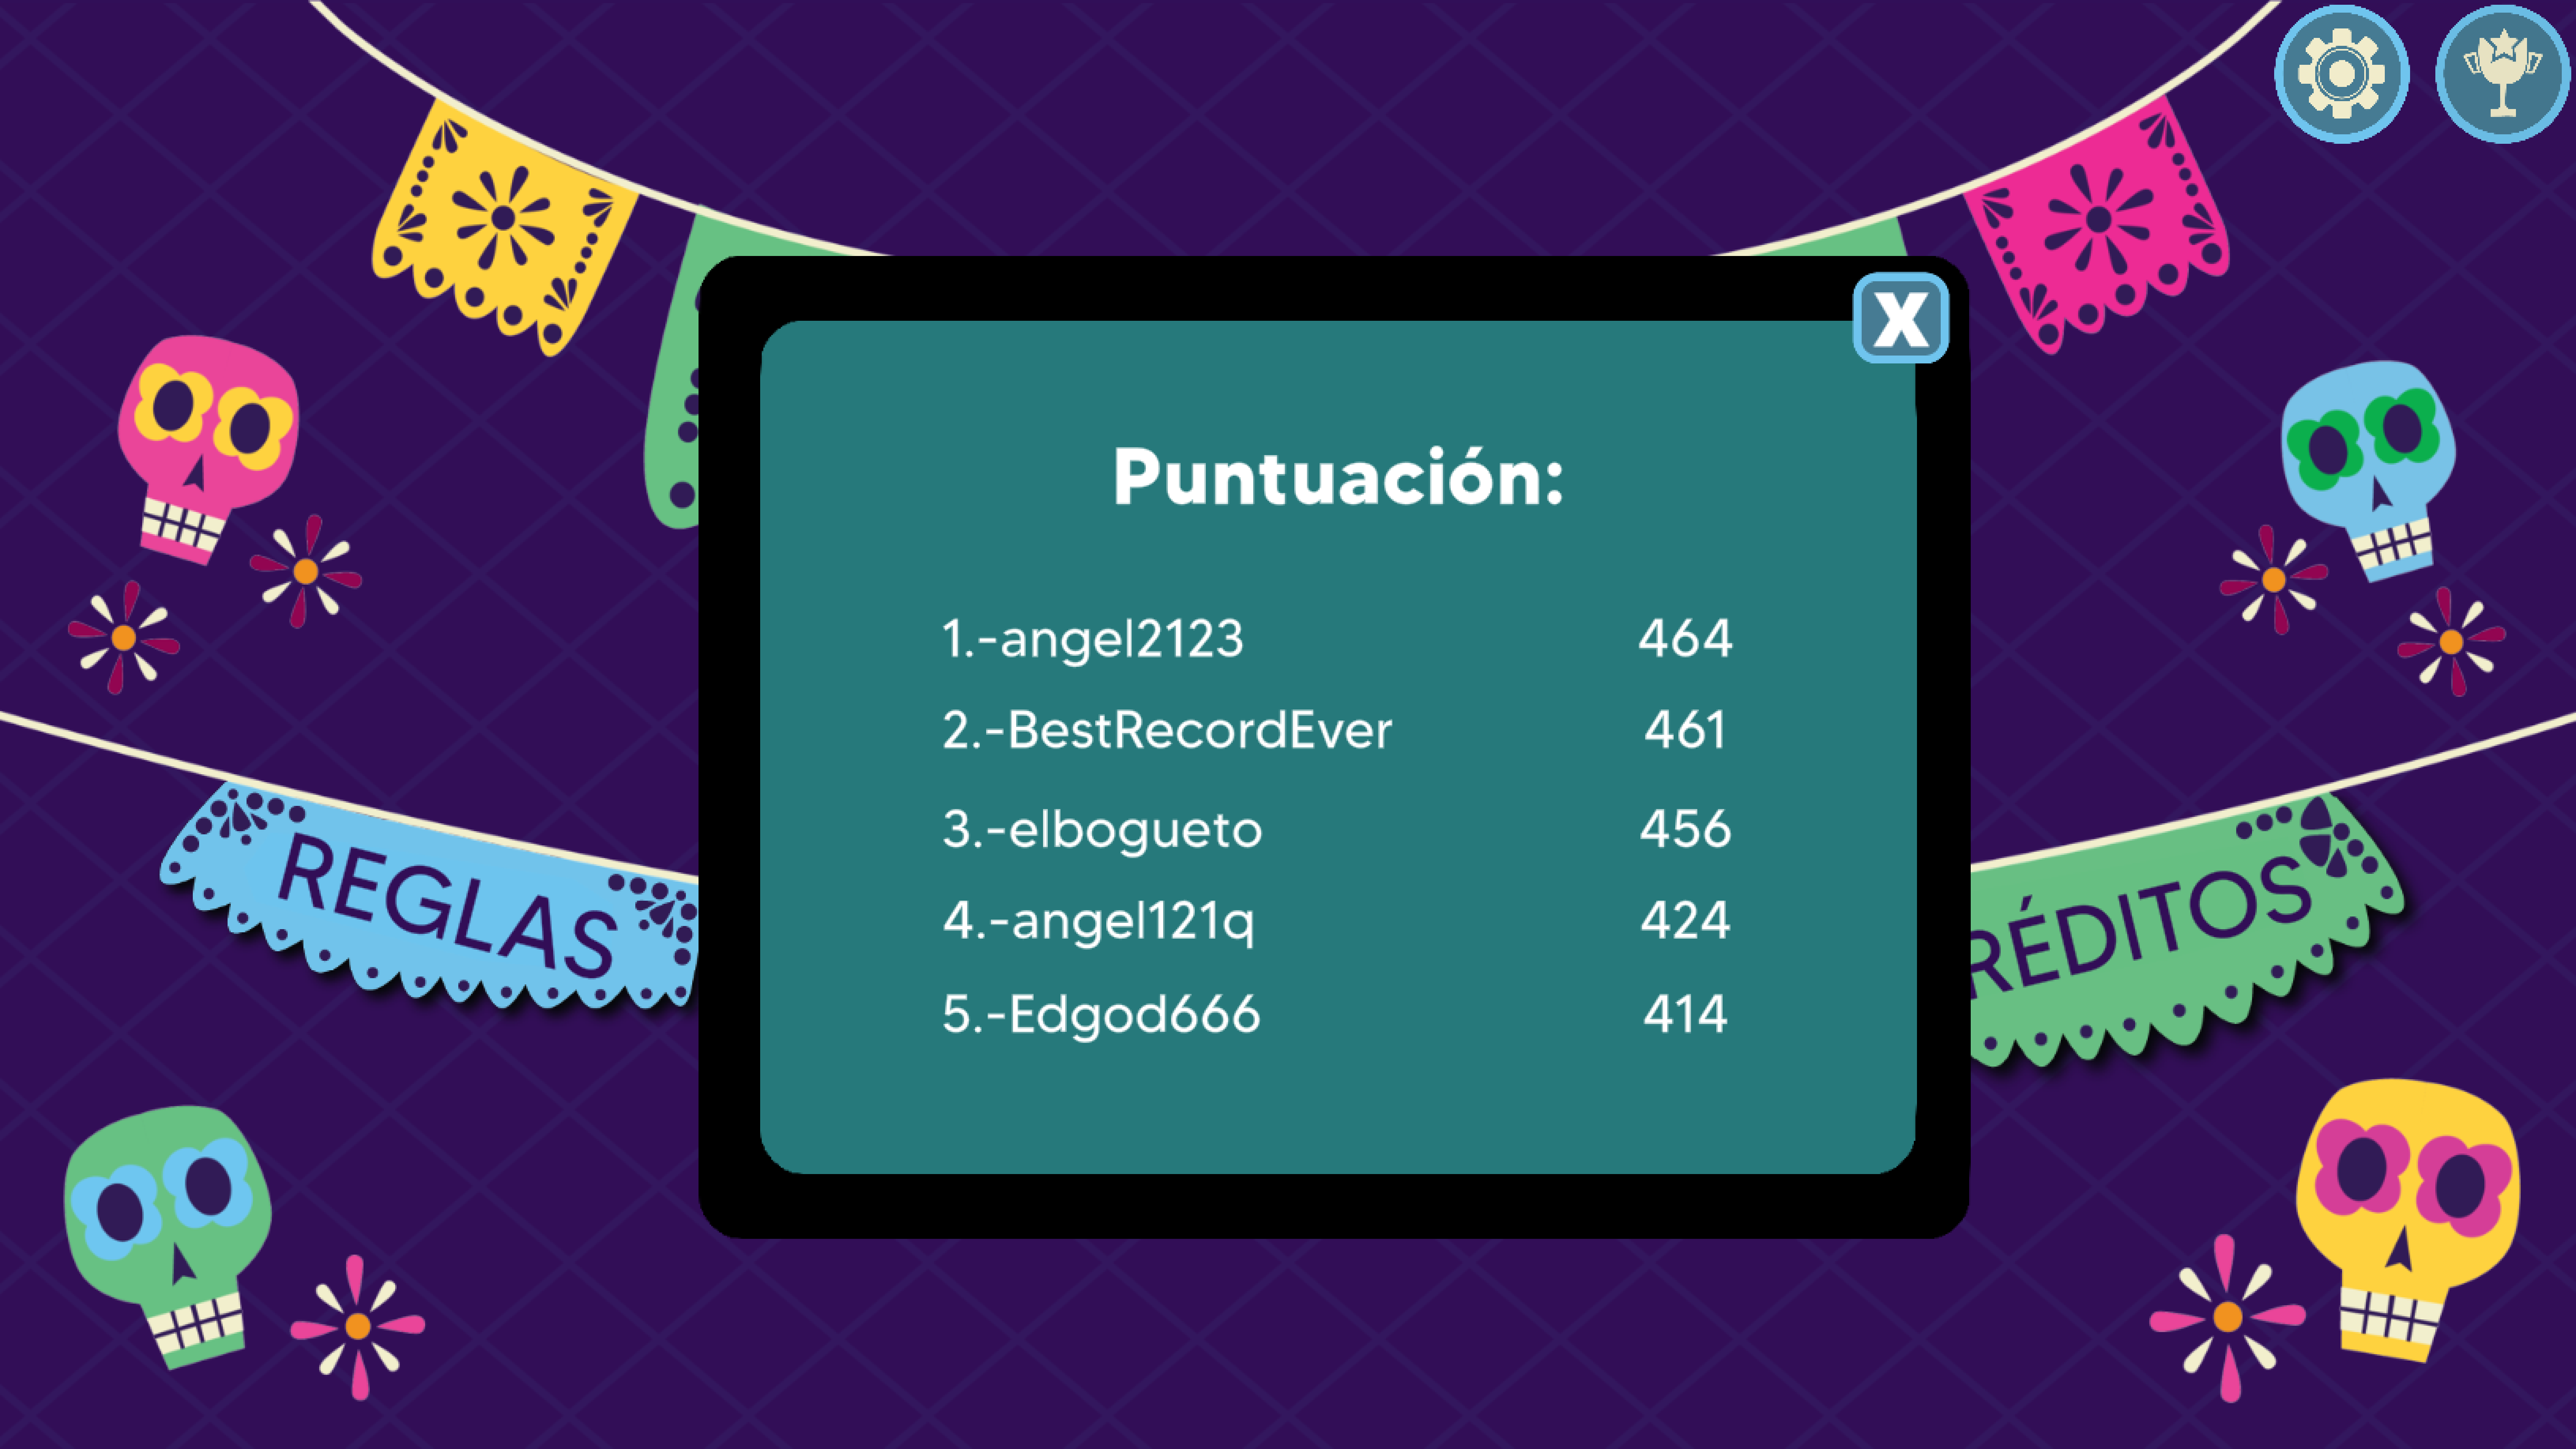 X
Puntuación:
1.-angel2123 464
2.-BestRecordEver 461
3.-elbogueto 456
4.-angel121q 424
5.-Edgod666 414
REGLAS
RÉDITOS